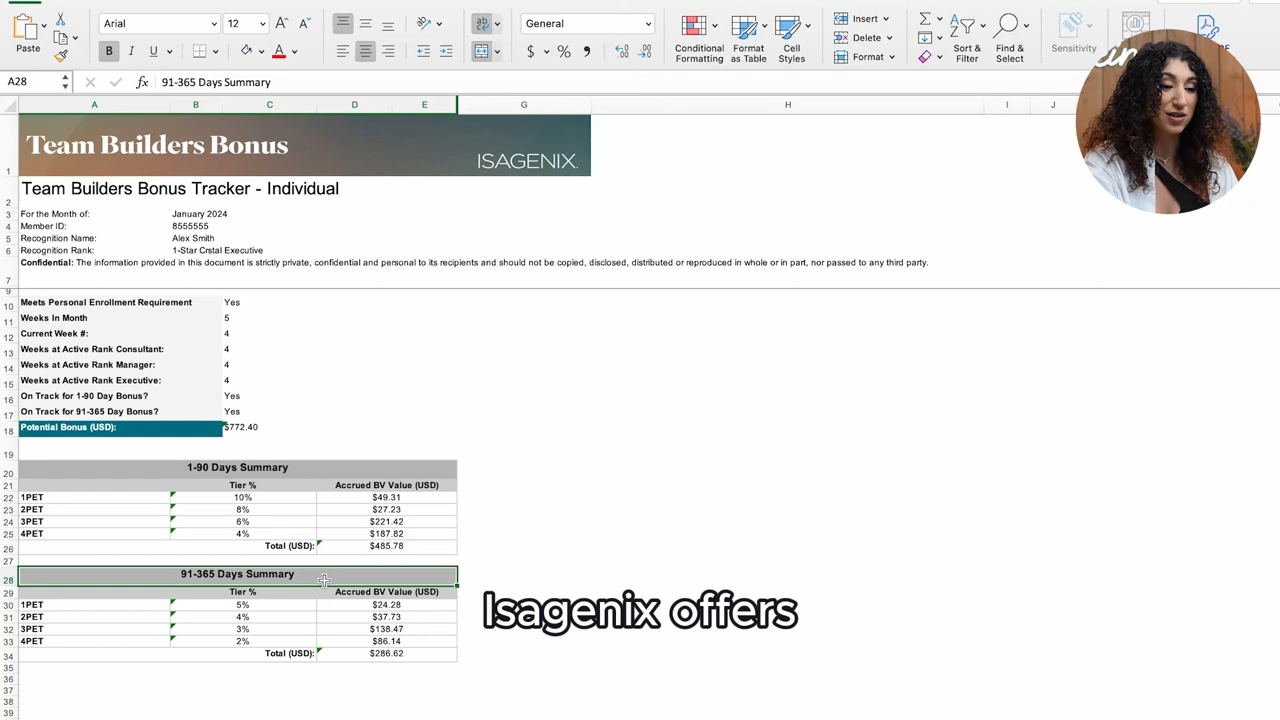 Arial
12
General
Insert
Delete
Format
Paste
B I U
$ % ,
Conditional Formatting
Format as Table
Cell Styles
Sort & Filter
Find & Select
Sensitivity
A28
fx 91-365 Days Summary
A B C D E G H I J
Team Builders Bonus
ISAGENIX.
Team Builders Bonus Tracker - Individual
For the Month of: January 2024
Member ID: 8555555
Recognition Name: Alex Smith
Recognition Rank: 1-Star Crstal Executive
Confidential: The information provided in this document is strictly private, confidential and personal to its recipients and should not be copied, disclosed, distributed or reproduced in whole or in part, nor passed to any third party.
Meets Personal Enrollment Requirement Yes
Weeks In Month 5
Current Week #: 4
Weeks at Active Rank Consultant: 4
Weeks at Active Rank Manager: 4
Weeks at Active Rank Executive: 4
On Track for 1-90 Day Bonus? Yes
On Track for 91-365 Day Bonus? Yes
Potential Bonus (USD): $772.40
1-90 Days Summary
Tier % Accrued BV Value (USD)
1PET 10% $49.31
2PET 8% $27.23
3PET 6% $221.42
4PET 4% $187.82
Total (USD): $485.78
91-365 Days Summary
Tier % Accrued BV Value (USD)
1PET 5% $24.28
2PET 4% $37.73
3PET 3% $138.47
4PET 2% $86.14
Total (USD): $286.62
Isagenix offers